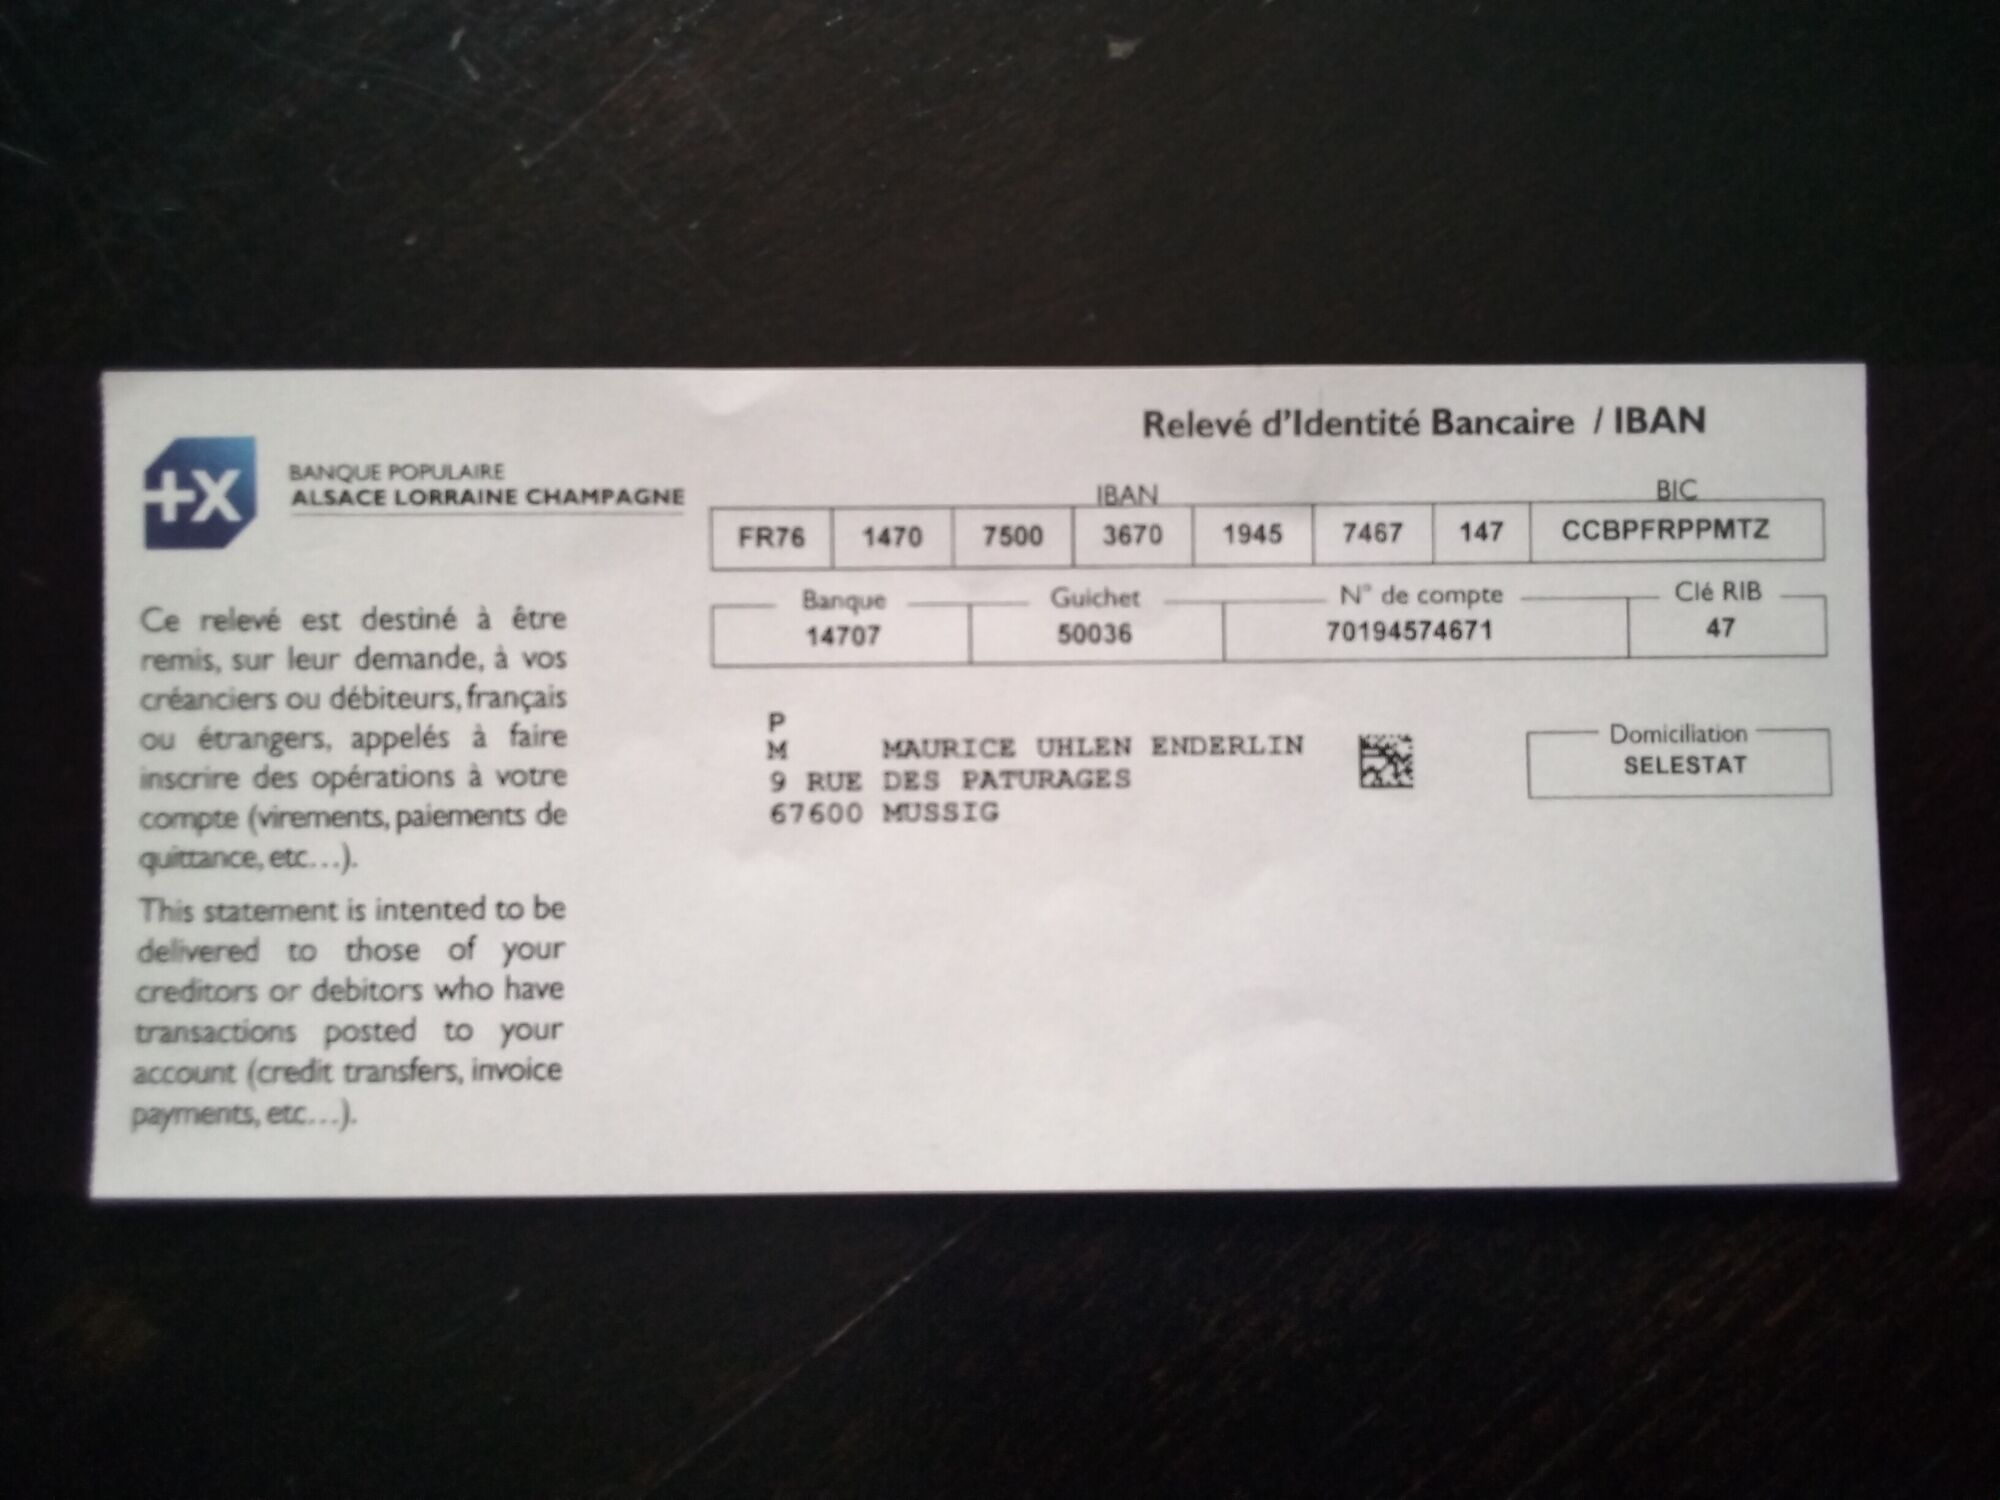 Relevé d'Identité Bancaire / IBAN
+X
BANQUE POPULAIRE
ALSACE LORRAINE CHAMPAGNE
IBAN BIC
FR76 1470 7500 3670 1945 7467 147 CCBPFRPPMTZ
Banque Guichet N° de compte Clé RIB
14707 50036 70194574671 47
Ce relevé est destiné à être
remis, sur leur demande, à vos
créanciers ou débiteurs, français
ou étrangers, appelés à faire
inscrire des opérations à votre
compte (virements, paiements de
quittance, etc...).
This statement is intented to be
delivered to those of your
creditors or debitors who have
transactions posted to your
account (credit transfers, invoice
payments, etc...).
P
M MAURICE UHLEN ENDERLIN
9 RUE DES PATURAGES
67600 MUSSIG
Domiciliation
SELESTAT